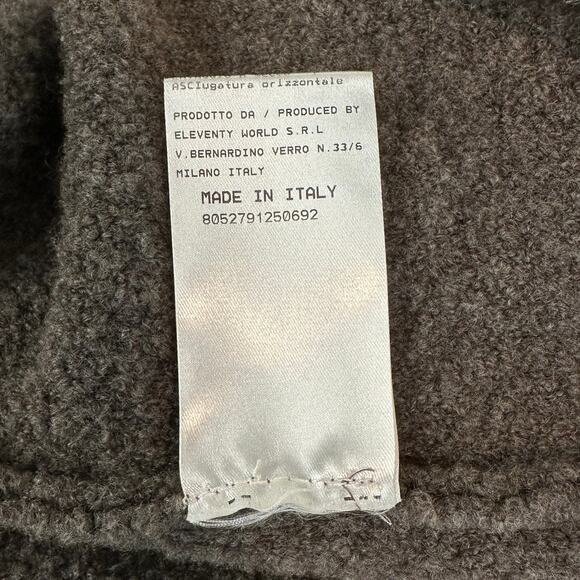 ASCIugatura orizzontale
PRODOTTO DA / PRODUCED BY
ELEVENTY WORLD S.R.L
V.BERNARDINO VERRO N.33/6
MILANO ITALY
MADE IN ITALY
8052791250692